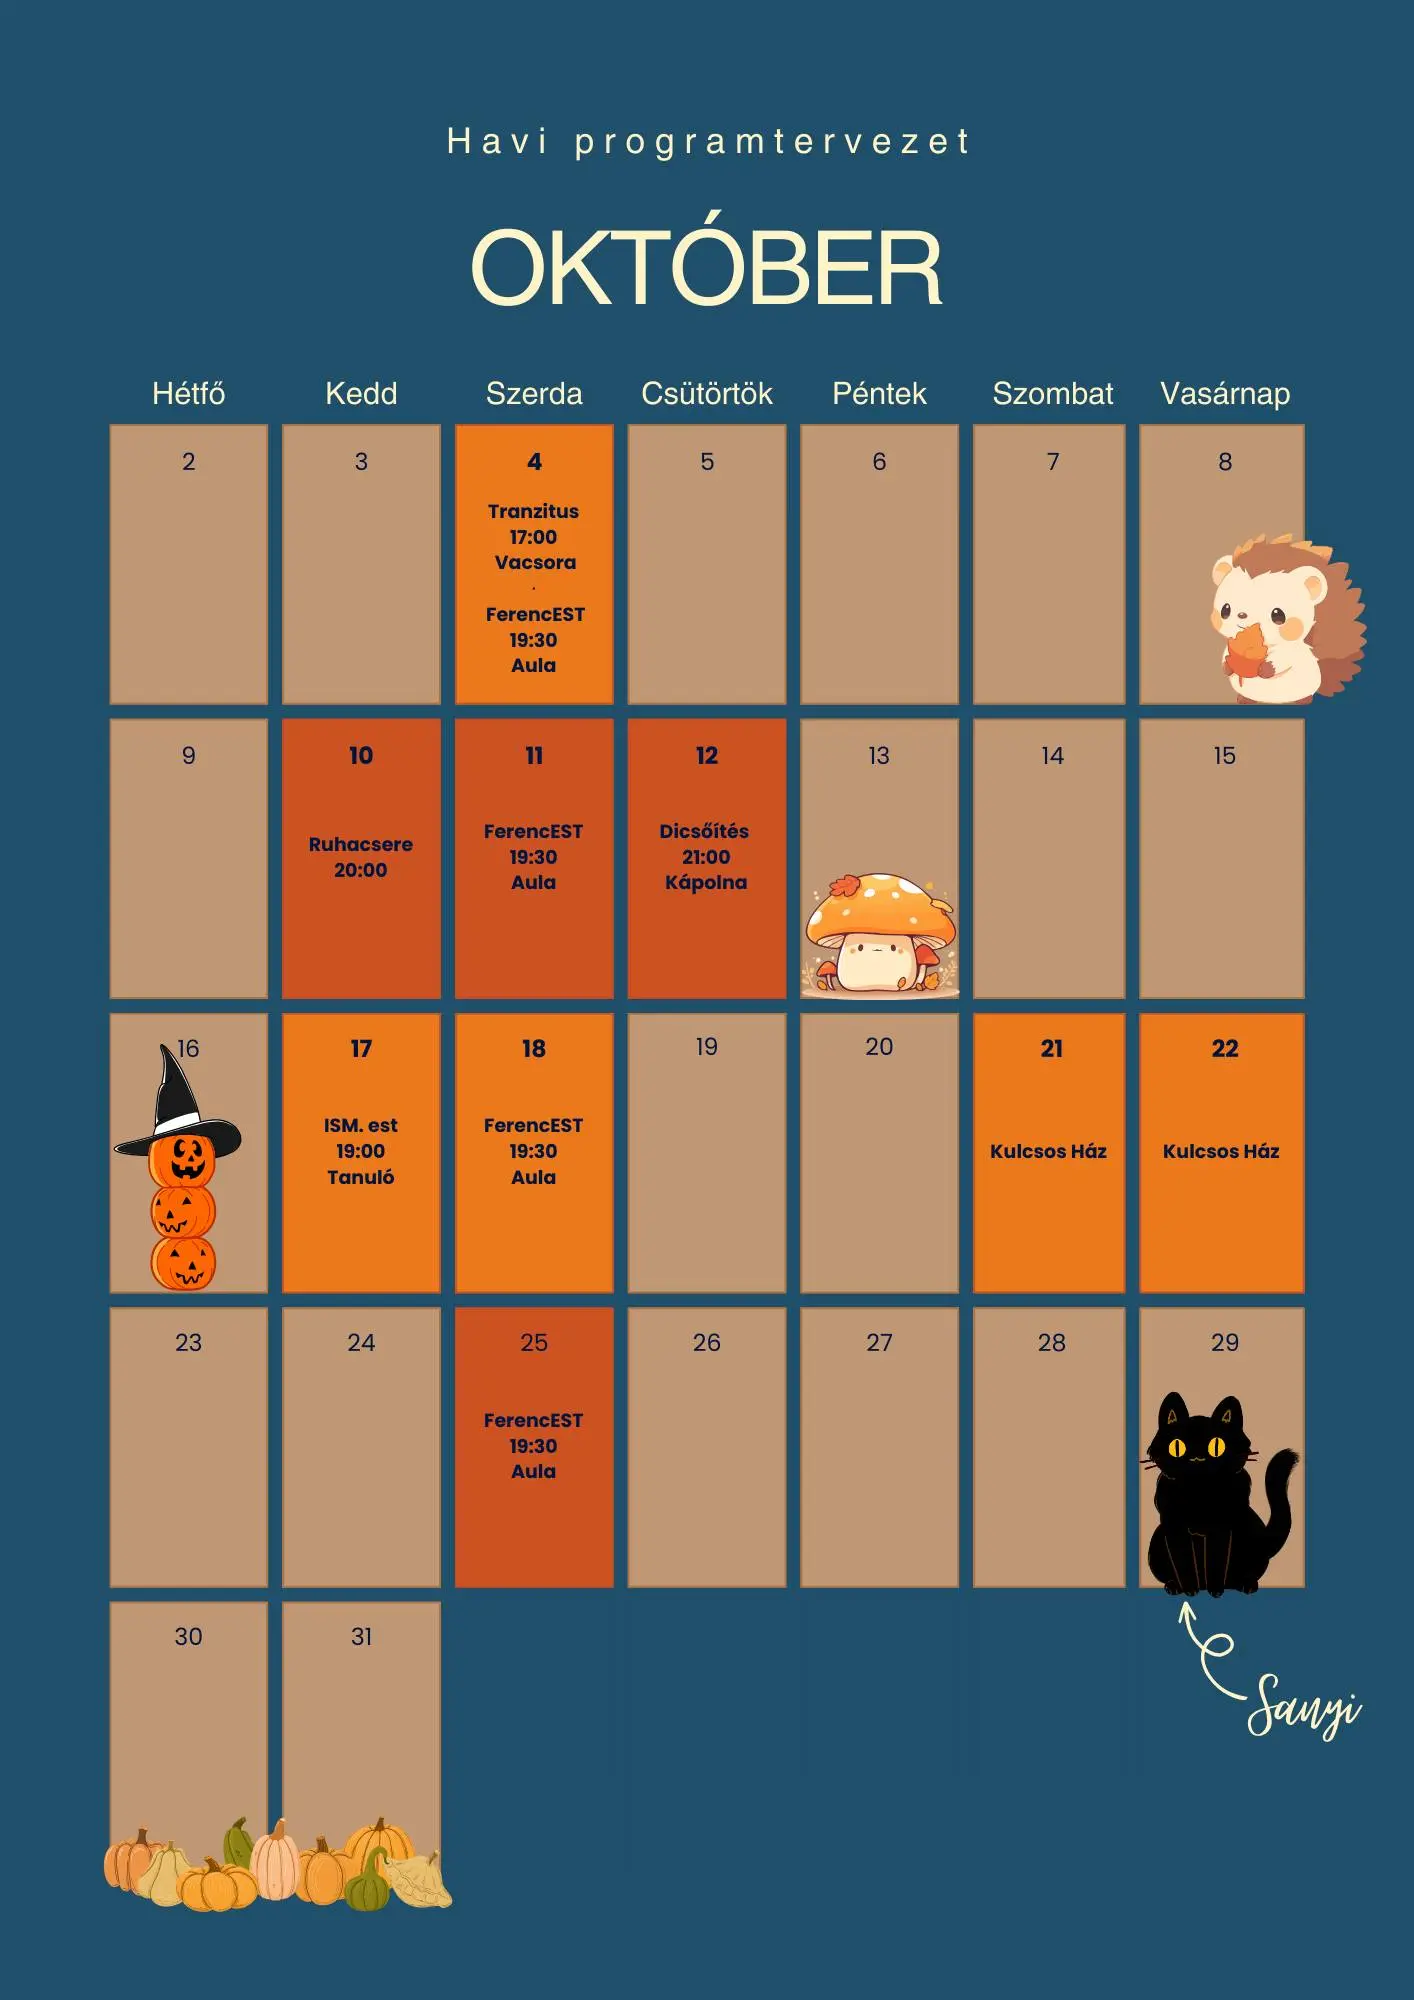 Havi programtervezet
OKTÓBER
Hétfő Kedd Szerda Csütörtök Péntek Szombat Vasárnap
2
3
4
Tranzitus
17:00
Vacsora
.
FerencEST
19:30
Aula
5
6
7
8
9
10
Ruhacsere
20:00
11
FerencEST
19:30
Aula
12
Dicsőítés
21:00
Kápolna
13
14
15
16
17
ISM. est
19:00
Tanuló
18
FerencEST
19:30
Aula
19
20
21
Kulcsos Ház
22
Kulcsos Ház
23
24
25
FerencEST
19:30
Aula
26
27
28
29
30
31
Sanyi